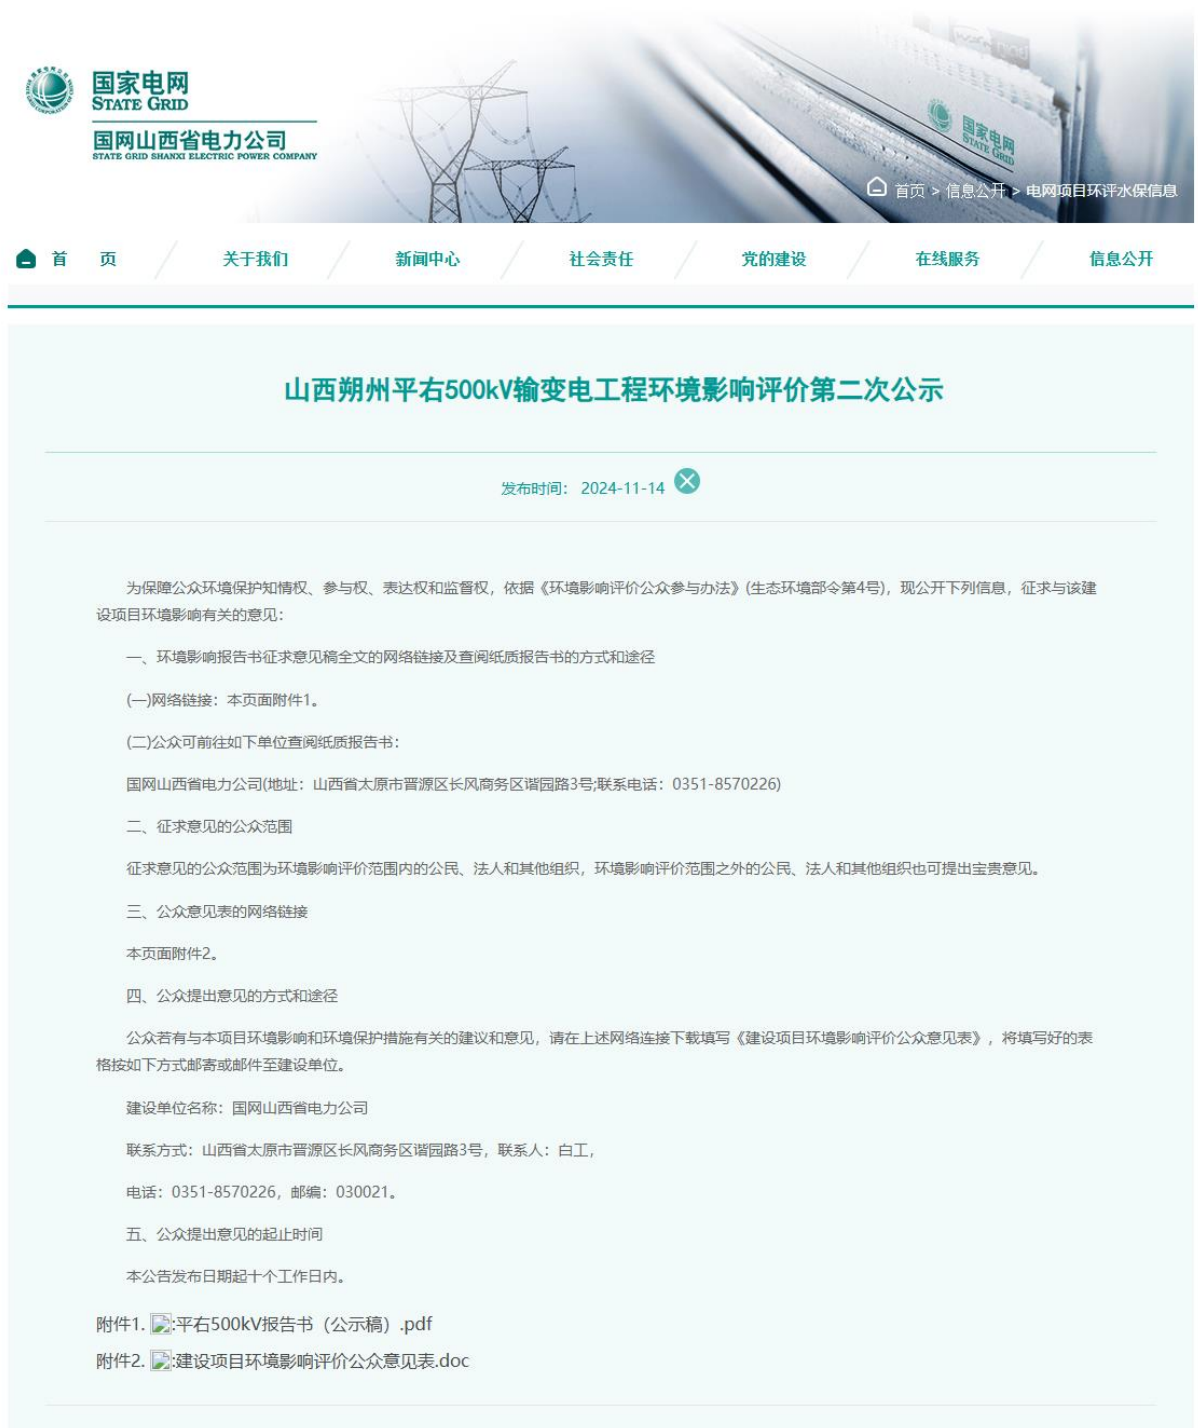 国家电网
STATE GRID
国网山西省电力公司
STATE GRID SHANXI ELECTRIC POWER COMPANY
国家电网
STATE GRID
首页 > 信息公开 > 电网项目环评水保信息
首 页 关于我们 新闻中心 社会责任 党的建设 在线服务 信息公开
山西朔州平右500kV输变电工程环境影响评价第二次公示
发布时间： 2024-11-14
为保障公众环境保护知情权、参与权、表达权和监督权，依据《环境影响评价公众参与办法》(生态环境部令第4号)，现公开下列信息，征求与该建
设项目环境影响有关的意见：
一、环境影响报告书征求意见稿全文的网络链接及查阅纸质报告书的方式和途径
(一)网络链接：本页面附件1。
(二)公众可前往如下单位查阅纸质报告书：
国网山西省电力公司(地址：山西省太原市晋源区长风商务区谐园路3号;联系电话：0351-8570226)
二、征求意见的公众范围
征求意见的公众范围为环境影响评价范围内的公民、法人和其他组织，环境影响评价范围之外的公民、法人和其他组织也可提出宝贵意见。
三、公众意见表的网络链接
本页面附件2。
四、公众提出意见的方式和途径
公众若有与本项目环境影响和环境保护措施有关的建议和意见，请在上述网络连接下载填写《建设项目环境影响评价公众意见表》，将填写好的表
格按如下方式邮寄或邮件至建设单位。
建设单位名称：国网山西省电力公司
联系方式：山西省太原市晋源区长风商务区谐园路3号，联系人：白工，
电话：0351-8570226，邮编：030021。
五、公众提出意见的起止时间
本公告发布日期起十个工作日内。
附件1. :平右500kV报告书（公示稿）.pdf
附件2. :建设项目环境影响评价公众意见表.doc